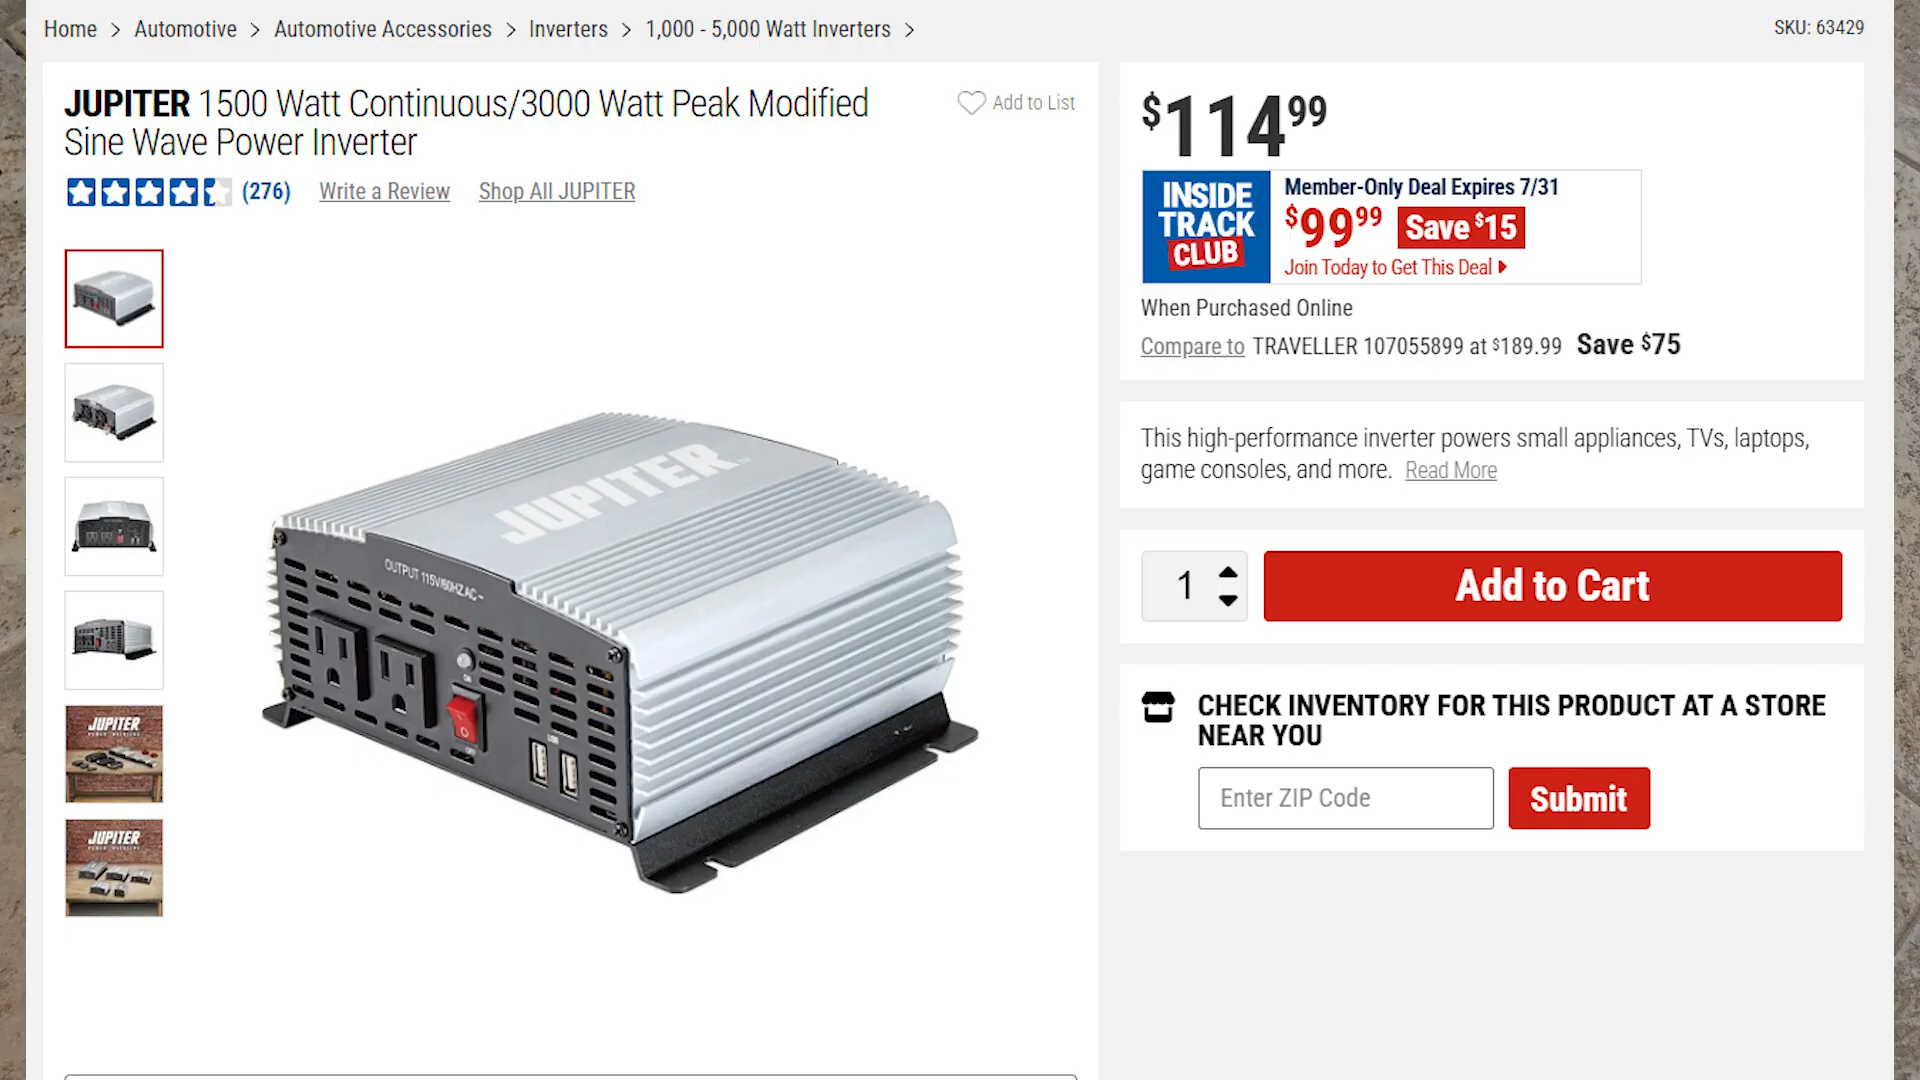 Home > Automotive > Automotive Accessories > Inverters > 1,000 - 5,000 Watt Inverters >
SKU: 63429
JUPITER 1500 Watt Continuous/3000 Watt Peak Modified
Sine Wave Power Inverter
Add to List
(276)
Write a Review
Shop All JUPITER
JUPITER
OUTPUT 115V/60HZ AC~
ON
OFF
USB
JUPITER
JUPITER
$114.99
INSIDE
TRACK
CLUB
Member-Only Deal Expires 7/31
$99.99 Save $15
Join Today to Get This Deal
When Purchased Online
Compare to TRAVELLER 107055899 at $189.99 Save $75
This high-performance inverter powers small appliances, TVs, laptops,
game consoles, and more. Read More
1
Add to Cart
CHECK INVENTORY FOR THIS PRODUCT AT A STORE
NEAR YOU
Enter ZIP Code
Submit